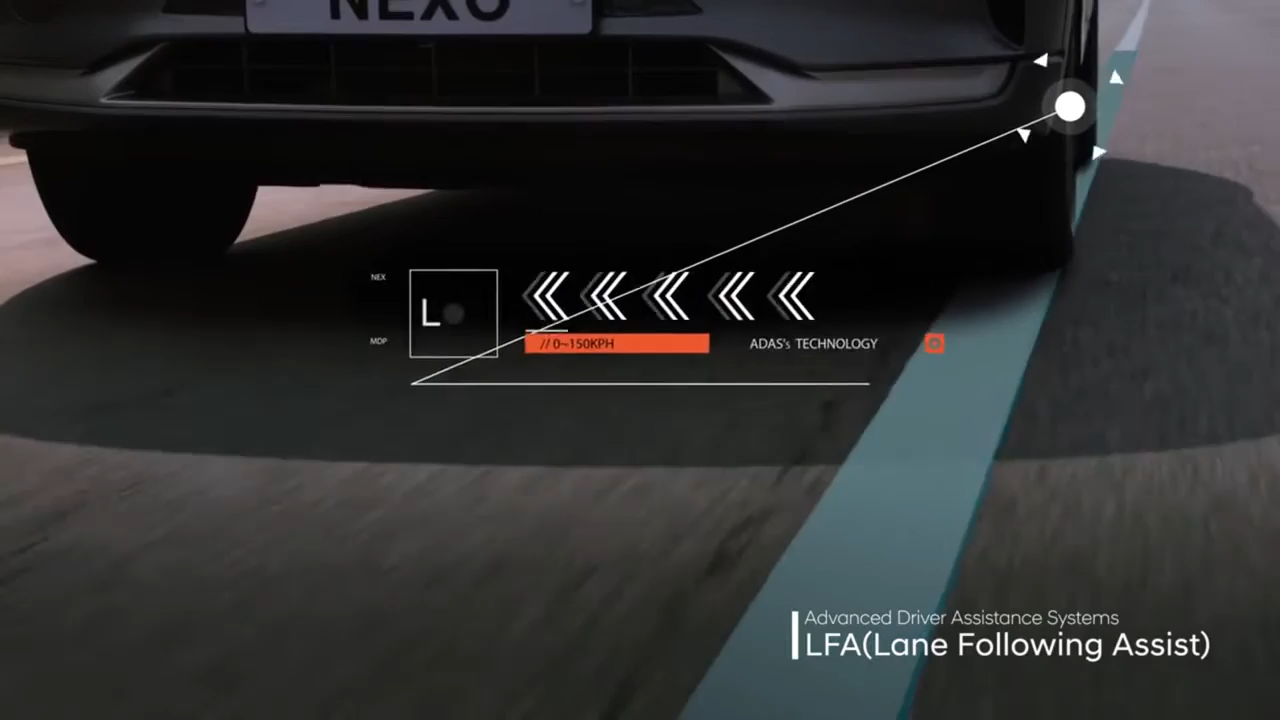 NEXO
NEX
L
MDP
// 0~150KPH
ADAS's TECHNOLOGY
Advanced Driver Assistance Systems
LFA(Lane Following Assist)